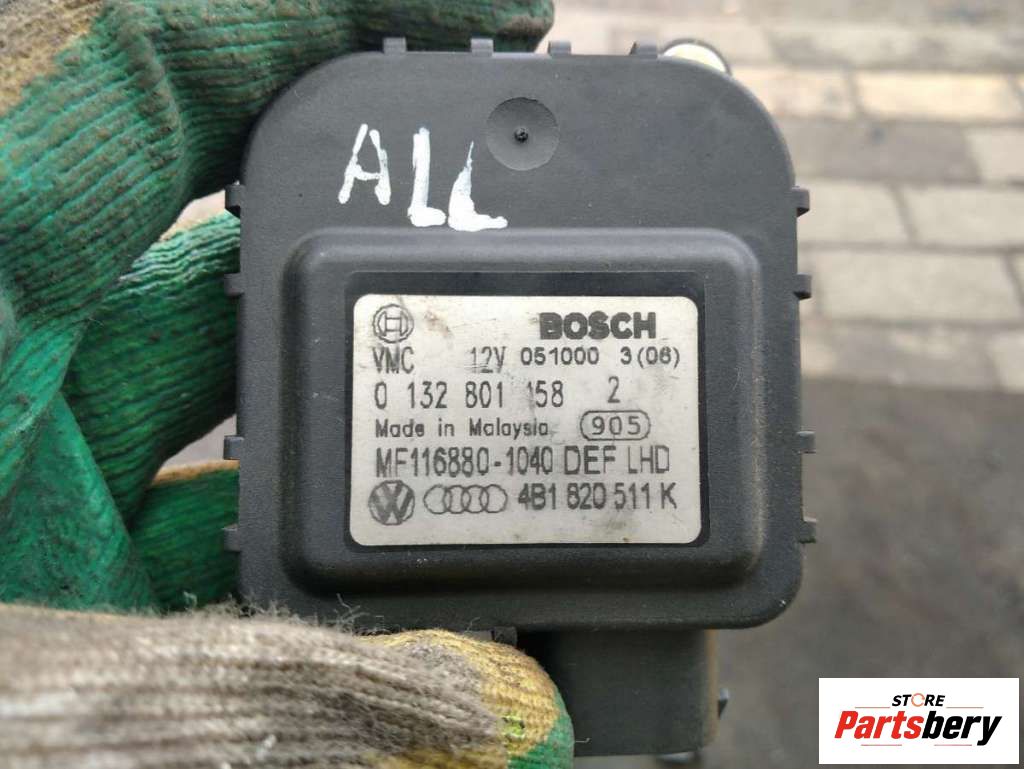 ALL
BOSCH
VMC 12V 051000 3(06)
0 132 801 158 2
Made in Malaysia 905
MF116880-1040 DEF LHD
4B1 820 511 K
STORE
Partsbery